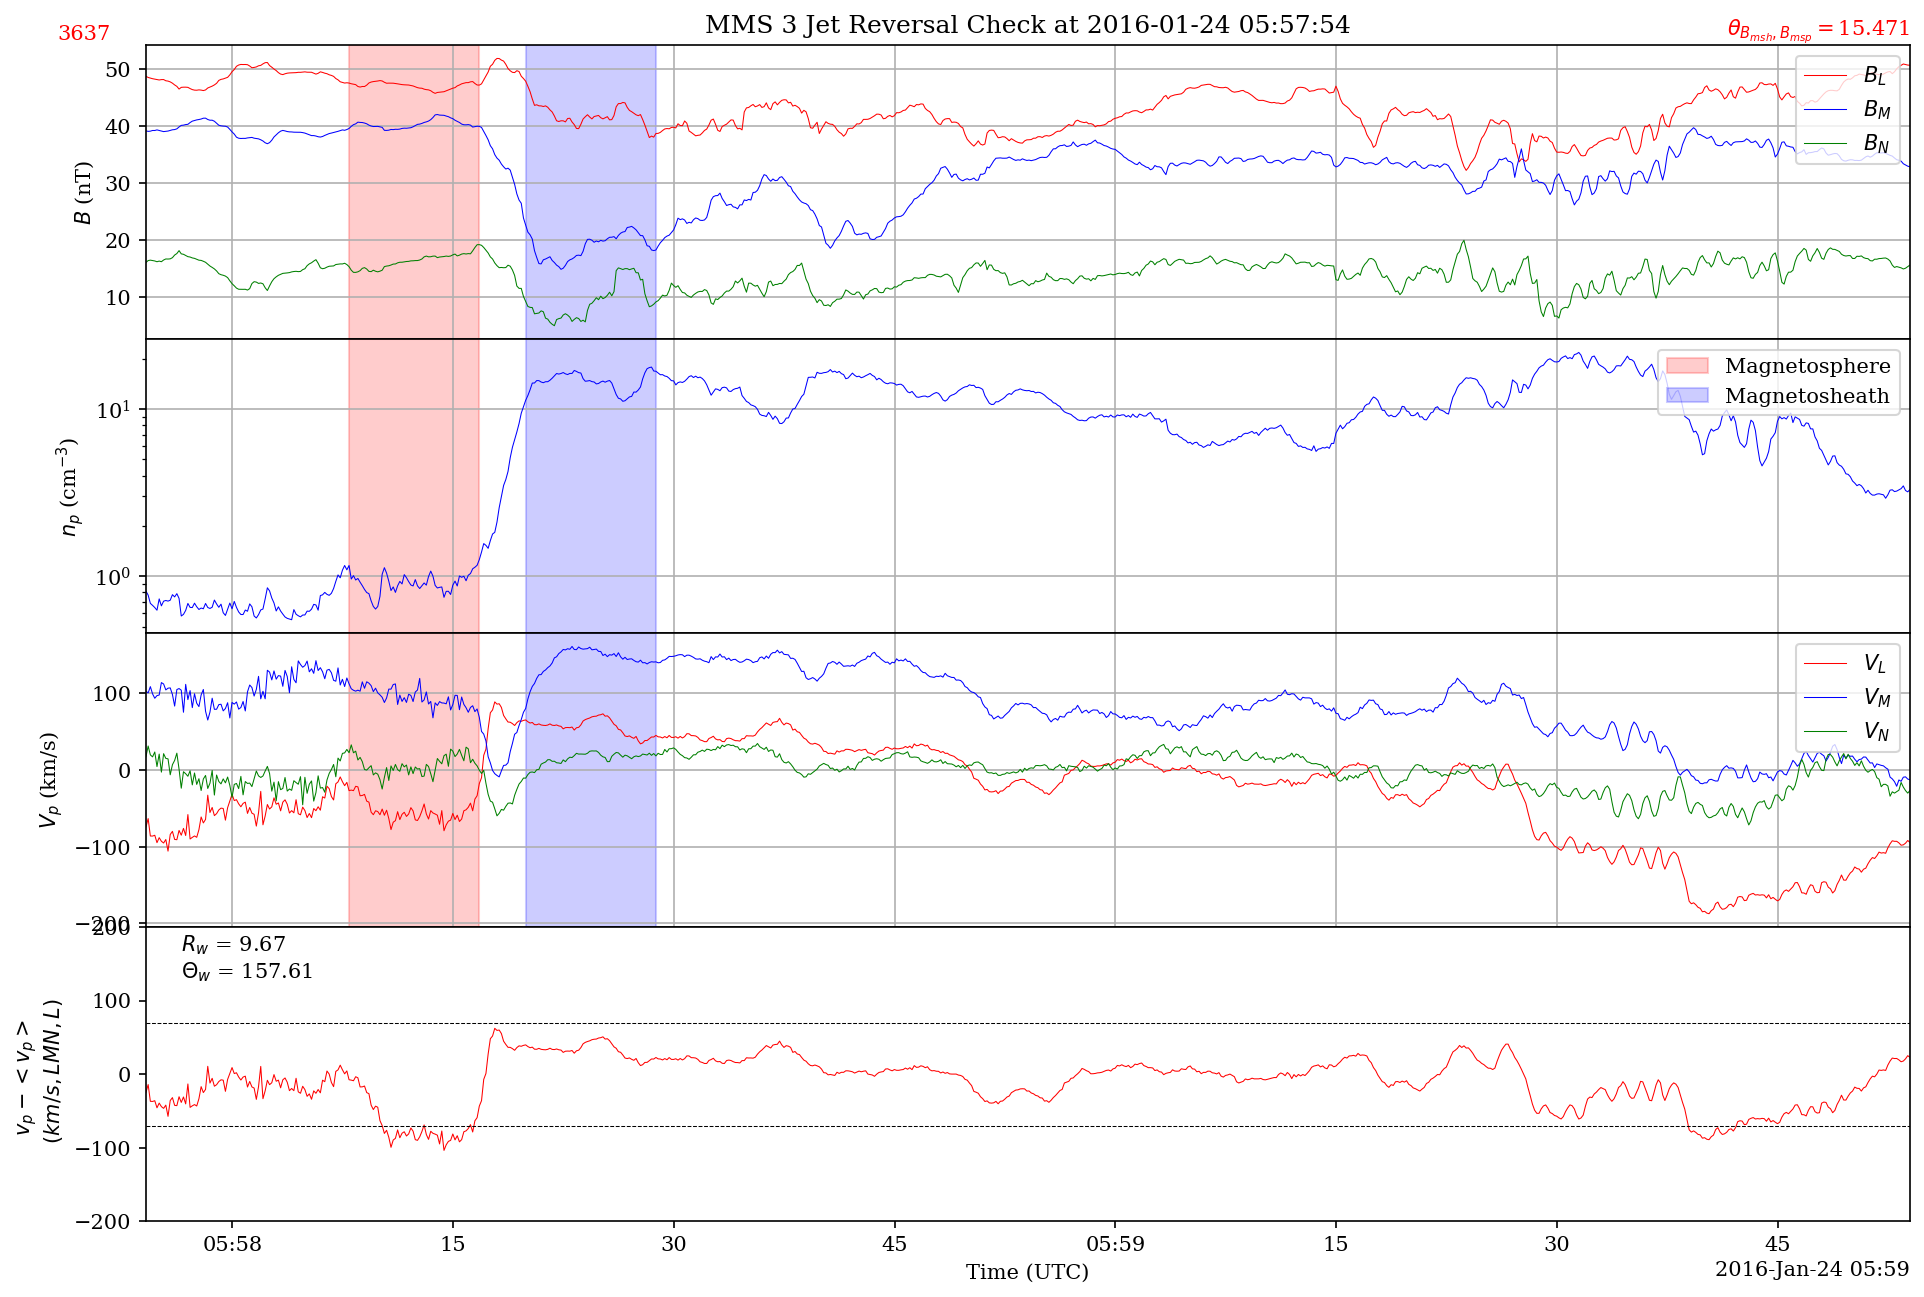 MMS 3 Jet Reversal Check at 2016-01-24 05:57:54
3637
θ_{B_{msh}, B_{msp}} = 15.471
50
40
30
20
10
B (nT)
B_L
B_M
B_N
10^1
10^0
n_p (cm^{-3})
Magnetosphere
Magnetosheath
100
0
−100
−200
V_p (km/s)
V_L
V_M
V_N
200
100
0
−100
−200
v_p − < v_p >
(km/s, LMN, L)
R_w = 9.67
Θ_w = 157.61
05:58
15
30
45
05:59
15
30
45
Time (UTC)
2016-Jan-24 05:59